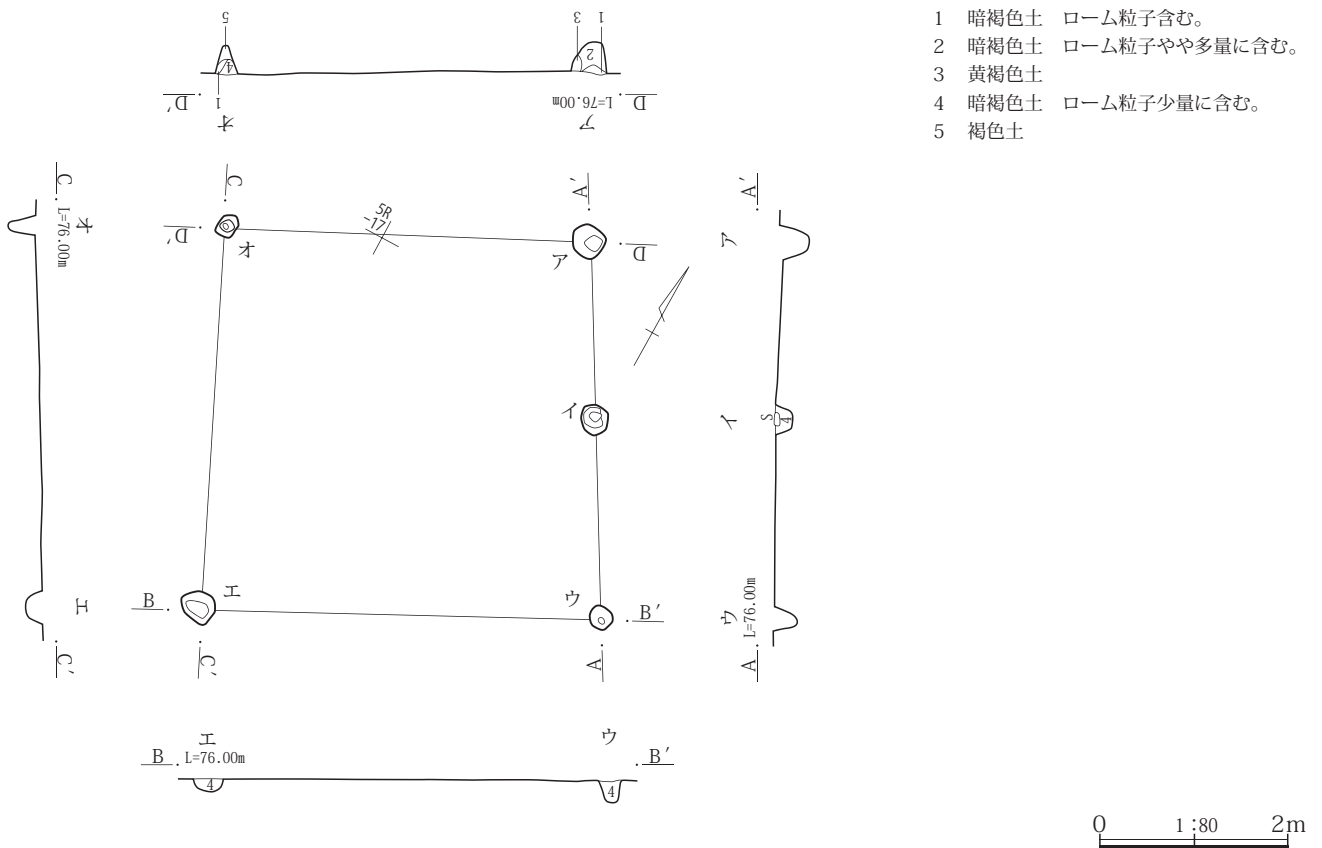 5 3 1
4 2
D′ 1 L=76.00m D
オ ア
1 暗褐色土 ローム粒子含む。
2 暗褐色土 ローム粒子やや多量に含む。
3 黄褐色土
4 暗褐色土 ローム粒子少量に含む。
5 褐色土
C オ L=76.00m
エ
C′
C A′
D′ オ 5R
-17 ア D
イ
B エ ウ B′
C′ A
A′
ア
イ S 4
ウ L=76.00m
A
エ ウ
B L=76.00m B′
4 4
0 1:80 2m